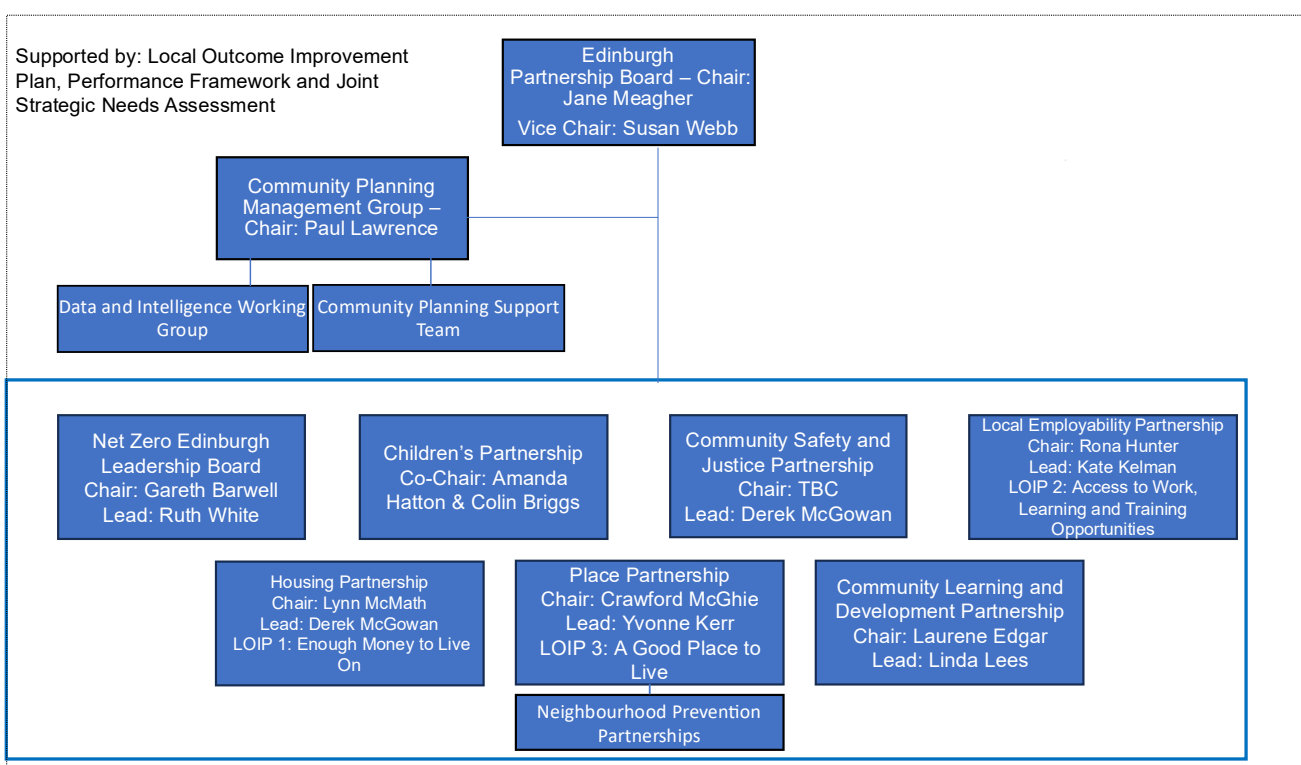 Supported by: Local Outcome Improvement
Plan, Performance Framework and Joint
Strategic Needs Assessment
Edinburgh
Partnership Board – Chair:
Jane Meagher
Vice Chair: Susan Webb
Community Planning
Management Group –
Chair: Paul Lawrence
Data and Intelligence Working
Group
Community Planning Support
Team
Net Zero Edinburgh
Leadership Board
Chair: Gareth Barwell
Lead: Ruth White
Children’s Partnership
Co-Chair: Amanda
Hatton & Colin Briggs
Community Safety and
Justice Partnership
Chair: TBC
Lead: Derek McGowan
Local Employability Partnership
Chair: Rona Hunter
Lead: Kate Kelman
LOIP 2: Access to Work,
Learning and Training
Opportunities
Housing Partnership
Chair: Lynn McMath
Lead: Derek McGowan
LOIP 1: Enough Money to Live
On
Place Partnership
Chair: Crawford McGhie
Lead: Yvonne Kerr
LOIP 3: A Good Place to
Live
Community Learning and
Development Partnership
Chair: Laurene Edgar
Lead: Linda Lees
Neighbourhood Prevention
Partnerships